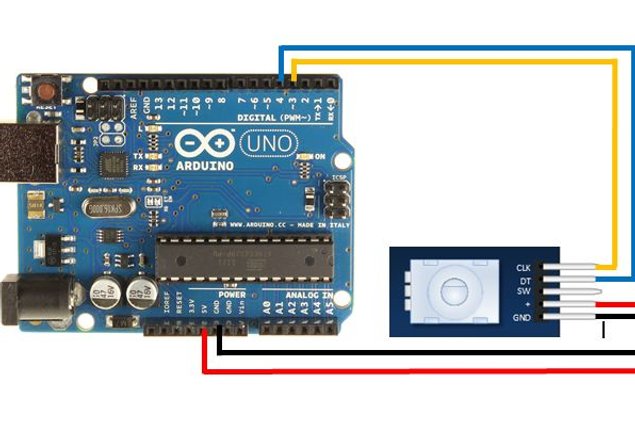 RESET
AREF
GND
13
12
~11
~10
~9
8
7
~6
~5
4
~3
2
TX→1
RX←0
DIGITAL (PWM~)
L
TX
RX
ARDUINO
UNO
ON
ICSP
WWW.ARDUINO.CC - MADE IN ITALY
SPK16.000G
IOREF
RESET
3.3V
5V
GND
GND
Vin
POWER
ANALOG IN
A0
A1
A2
A3
A4
A5
CLK
DT
SW
+
GND